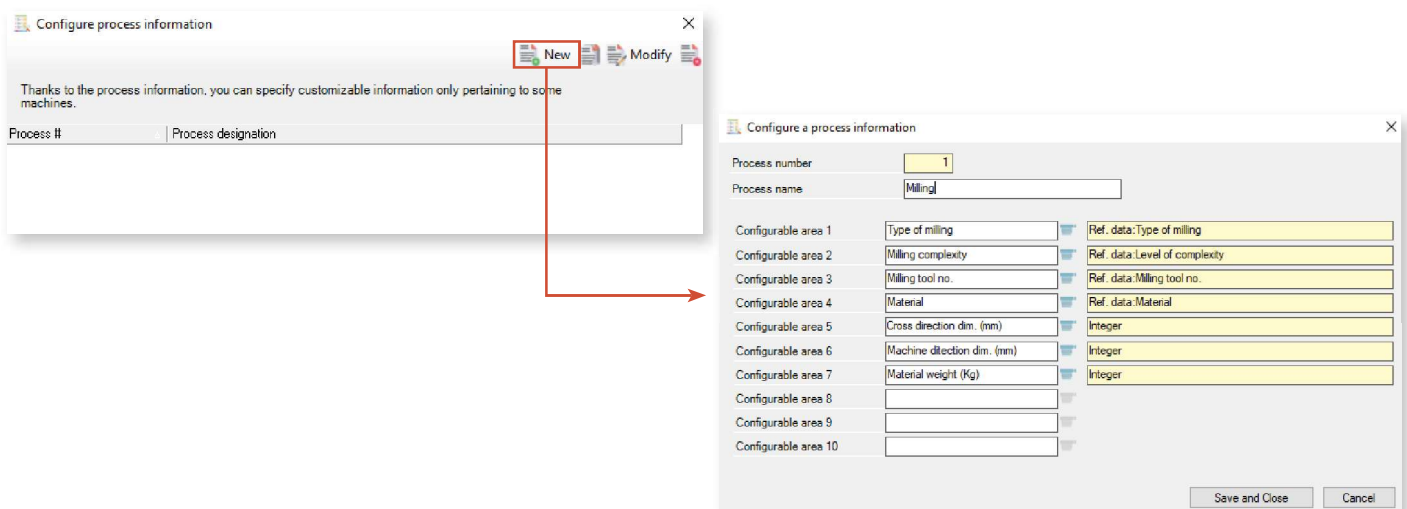 Configure process information
New Modify
Thanks to the process information, you can specify customizable information only pertaining to some
machines.
Process # Process designation
Configure a process information
Process number 1
Process name Milling
Configurable area 1 Type of milling Ref. data:Type of milling
Configurable area 2 Milling complexity Ref. data:Level of complexity
Configurable area 3 Milling tool no. Ref. data:Milling tool no.
Configurable area 4 Material Ref. data:Material
Configurable area 5 Cross direction dim. (mm) Integer
Configurable area 6 Machine ditection dim. (mm) Integer
Configurable area 7 Material weight (Kg) Integer
Configurable area 8
Configurable area 9
Configurable area 10
Save and Close Cancel